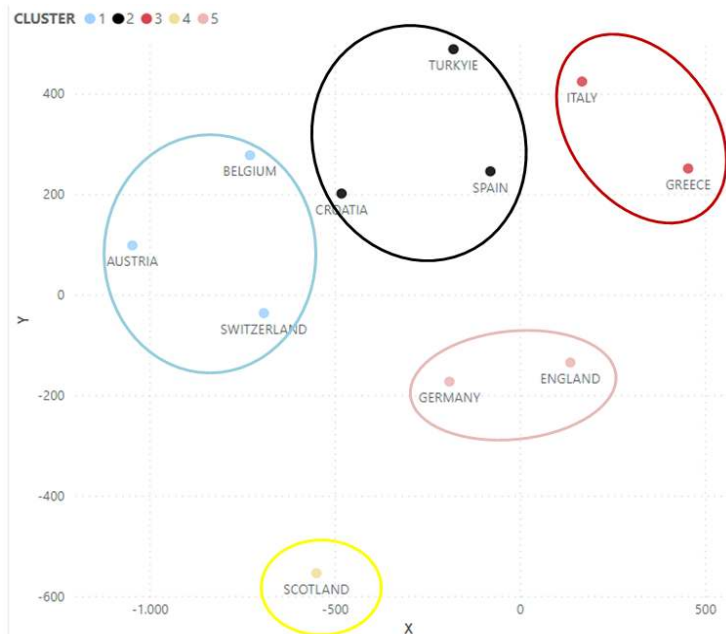 CLUSTER 1 2 3 4 5
TURKYIE
400
ITALY
BELGIUM
GREECE
SPAIN
200
CROATIA
AUSTRIA
0
SWITZERLAND
Y
ENGLAND
-200
GERMANY
-400
SCOTLAND
-600
-1.000 -500 0 500
X